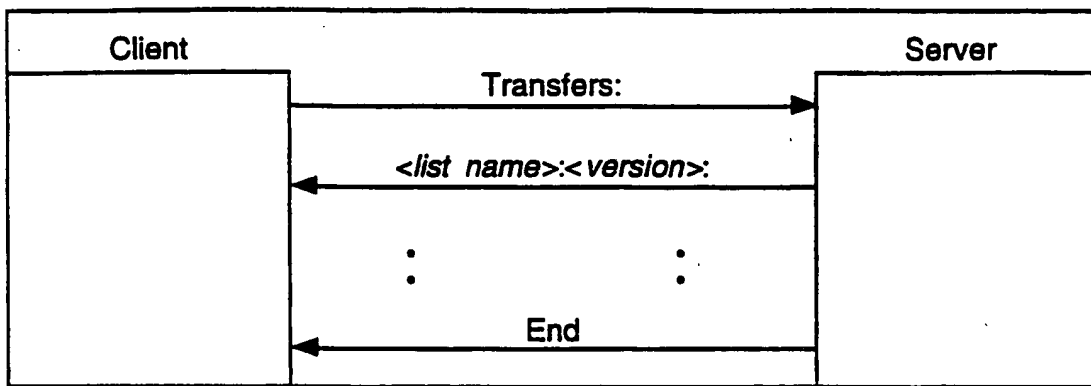 Client
Server
Transfers:
<list name>:<version>:
End